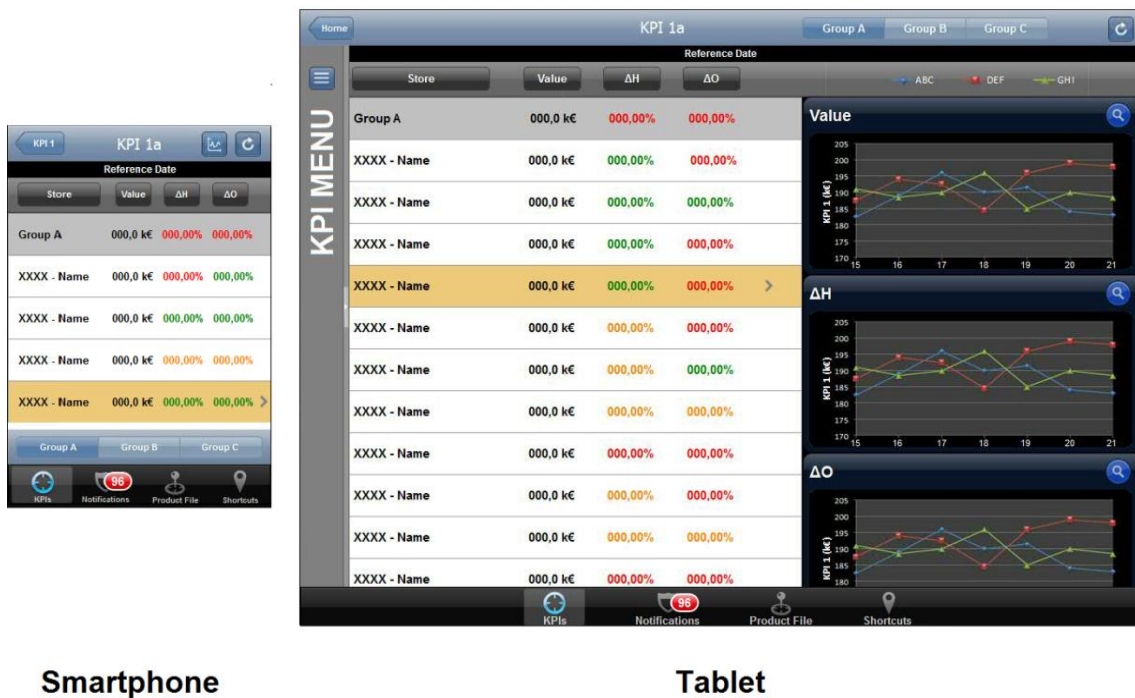 KPI 1
KPI 1a
Reference Date
Store Value ΔH ΔO
Group A 000,0 k€ 000,00% 000,00%
XXXX - Name 000,0 k€ 000,00% 000,00%
XXXX - Name 000,0 k€ 000,00% 000,00%
XXXX - Name 000,0 k€ 000,00% 000,00%
XXXX - Name 000,0 k€ 000,00% 000,00%
Group A Group B Group C
96
KPIs Notifications Product File Shortcuts
Smartphone
Home KPI 1a Group A Group B Group C
Reference Date
KPI MENU
Store Value ΔH ΔO
Group A 000,0 k€ 000,00% 000,00%
XXXX - Name 000,0 k€ 000,00% 000,00%
XXXX - Name 000,0 k€ 000,00% 000,00%
XXXX - Name 000,0 k€ 000,00% 000,00%
XXXX - Name 000,0 k€ 000,00% 000,00%
XXXX - Name 000,0 k€ 000,00% 000,00%
XXXX - Name 000,0 k€ 000,00% 000,00%
XXXX - Name 000,0 k€ 000,00% 000,00%
XXXX - Name 000,0 k€ 000,00% 000,00%
XXXX - Name 000,0 k€ 000,00% 000,00%
XXXX - Name 000,0 k€ 000,00% 000,00%
XXXX - Name 000,0 k€ 000,00% 000,00%
ABC DEF GHI
Value
KPI 1 (k€)
205
200
195
190
185
180
175
170
15 16 17 18 19 20 21
ΔH
KPI 1 (k€)
205
200
195
190
185
180
175
170
15 16 17 18 19 20 21
ΔO
KPI 1 (k€)
205
200
195
190
185
180
96
KPIs Notifications Product File Shortcuts
Tablet